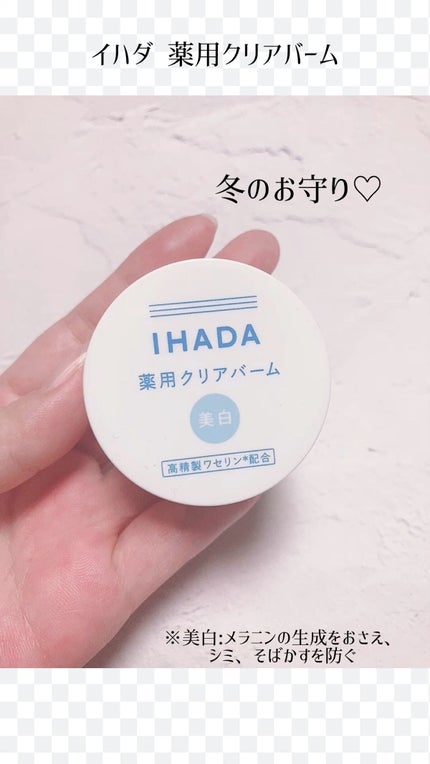 イハダ 薬用クリアバーム
冬のお守り♡
IHADA
薬用クリアバーム
美白
高精製ワセリン*配合
※美白:メラニンの生成をおさえ、
シミ、そばかすを防ぐ